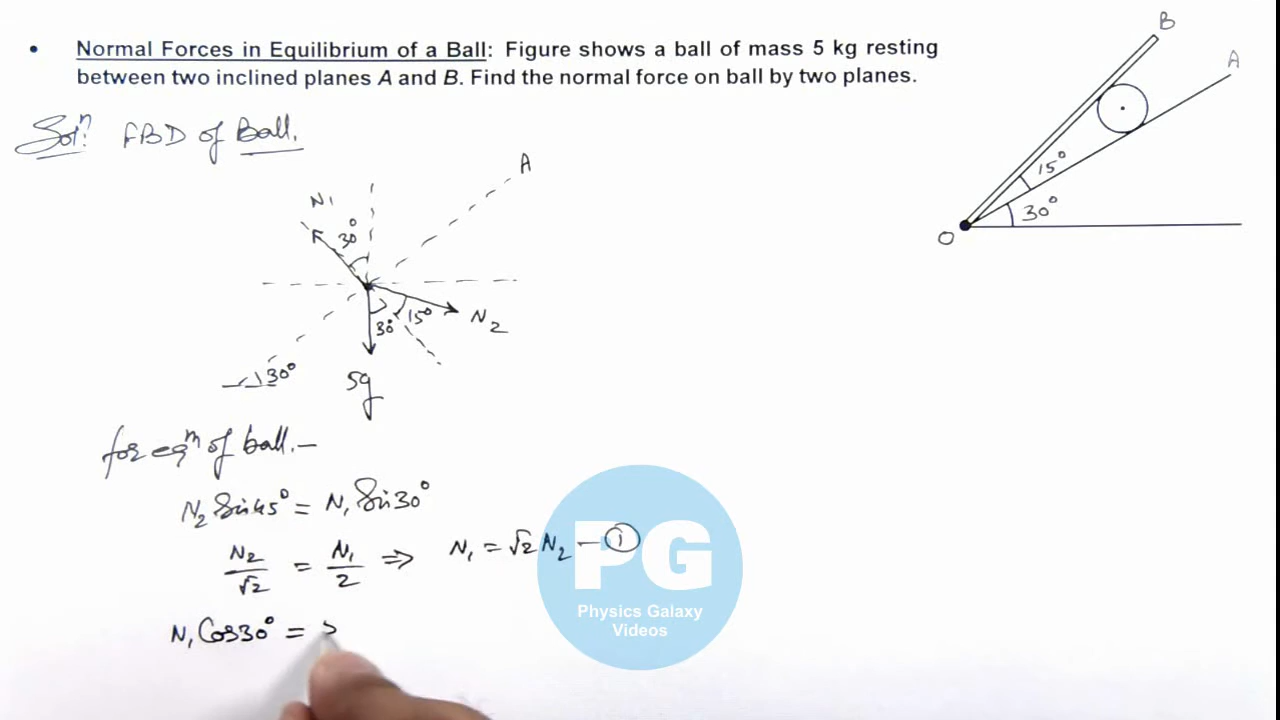 • Normal Forces in Equilibrium of a Ball: Figure shows a ball of mass 5 kg resting
between two inclined planes A and B. Find the normal force on ball by two planes.
B
A
15°
30°
O
Solⁿ. FBD of Ball.
A
N₁
30°
30° 15°
N₂
30°
5g
for eqᵐ of ball.—
N₂ Sin45° = N₁ Sin30°
N₂/√2 = N₁/2 ⇒ N₁ = √2 N₂ — ①
N₁ Cos30° =
PG
Physics Galaxy
Videos